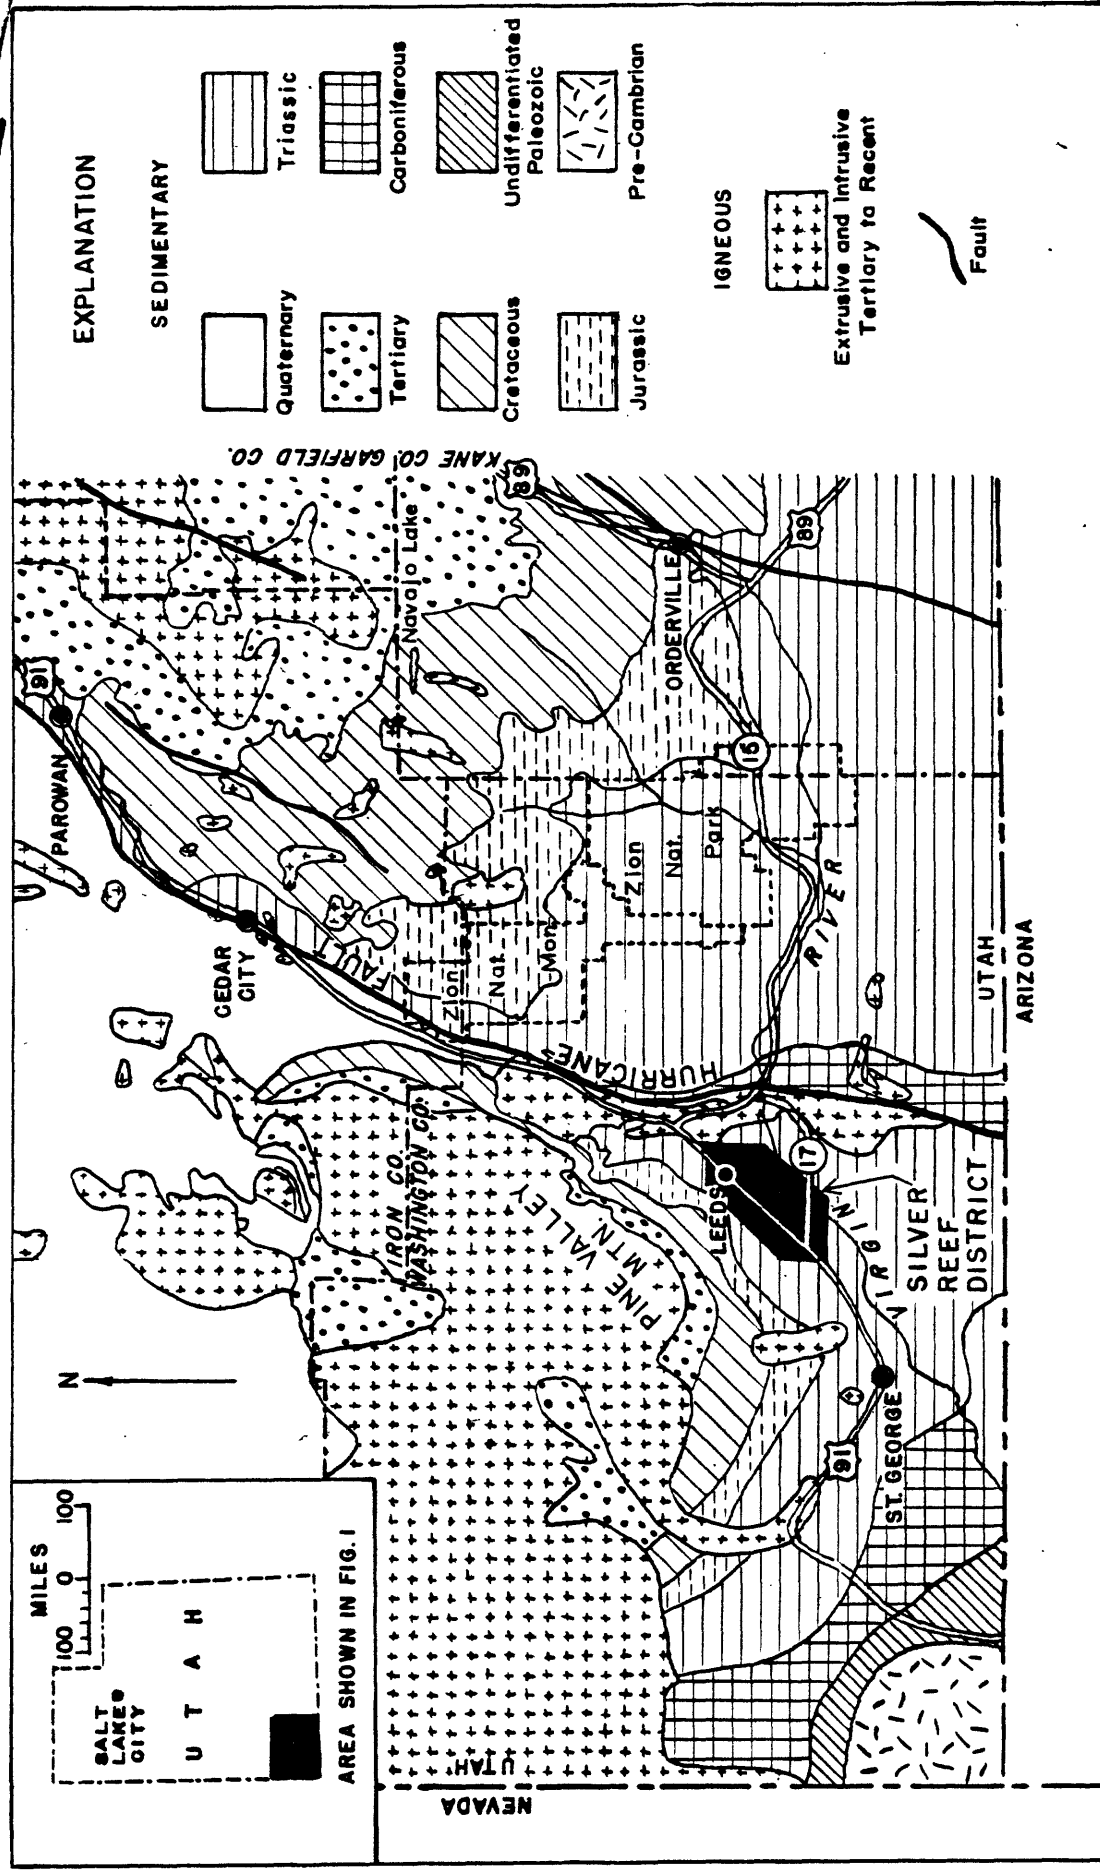 MILES
100 0 100
SALT
LAKE
CITY
U T A H
AREA SHOWN IN FIG. 1
N
PAROWAN
91
CEDAR
CITY
HURRICANE
FAULT
IRON CO.
WASHINGTON CO.
KANE CO. GARFIELD CO.
Navajo Lake
89
ORDERVILLE
89
15
Zion
Nat.
Mon.
Zion
Nat.
Park
PINE VALLEY
MTN.
LEEDS
17
VIRGIN
RIVER
SILVER
REEF
DISTRICT
ST. GEORGE
91
NEVADA
UTAH
UTAH
ARIZONA
EXPLANATION
SEDIMENTARY
Quaternary
Triassic
Tertiary
Carboniferous
Cretaceous
Undifferentiated
Paleozoic
Jurassic
Pre-Cambrian
IGNEOUS
Extrusive and Intrusive
Tertiary to Recent
Fault